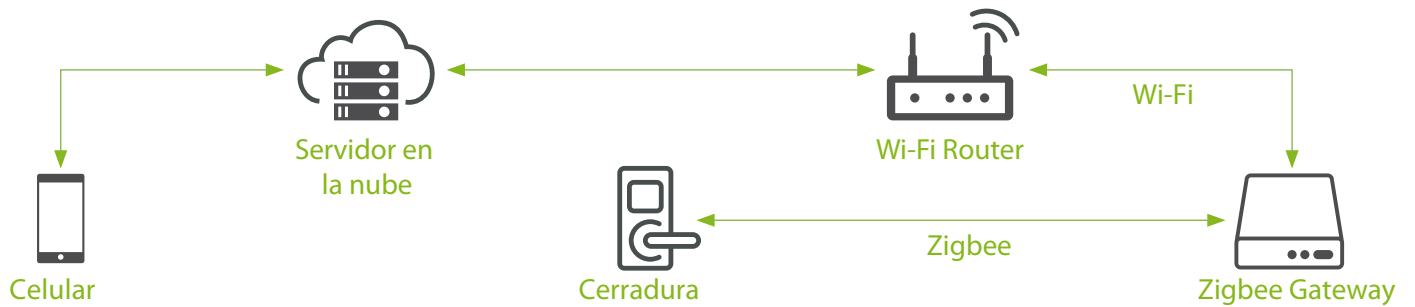 Wi-Fi
Servidor en
la nube
Wi-Fi Router
Zigbee
Celular
Cerradura
Zigbee Gateway